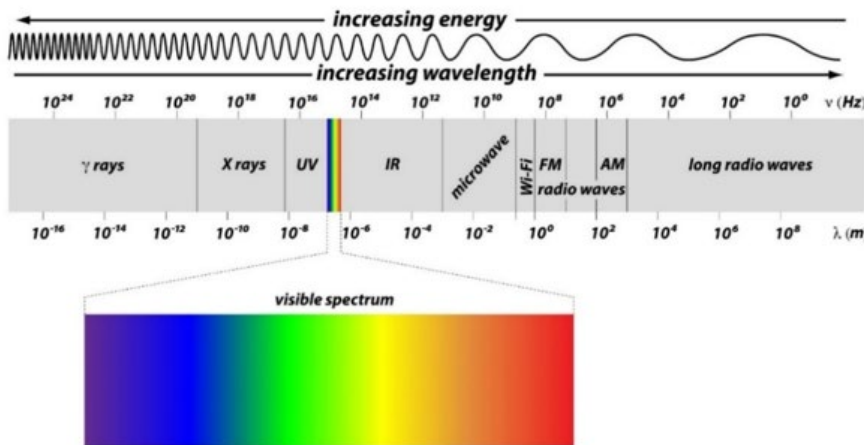 increasing energy
increasing wavelength
10²⁴ 10²² 10²⁰ 10¹⁸ 10¹⁶ 10¹⁴ 10¹² 10¹⁰ 10⁸ 10⁶ 10⁴ 10² 10⁰ ν (Hz)
γ rays X rays UV IR microwave Wi-Fi FM AM long radio waves
radio waves
10⁻¹⁶ 10⁻¹⁴ 10⁻¹² 10⁻¹⁰ 10⁻⁸ 10⁻⁶ 10⁻⁴ 10⁻² 10⁰ 10² 10⁴ 10⁶ 10⁸ λ (m
visible spectrum